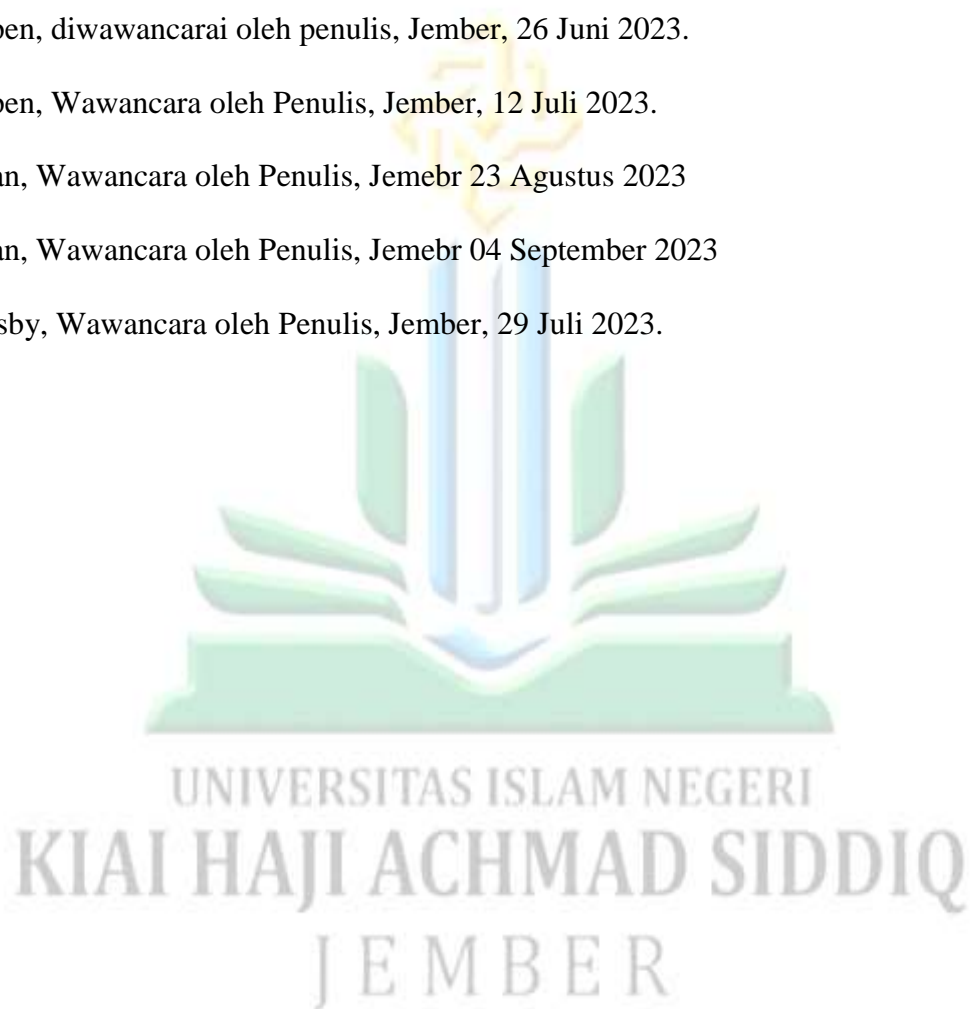 ben, diwawancarai oleh penulis, Jember, 26 Juni 2023.
ben, Wawancara oleh Penulis, Jember, 12 Juli 2023.
an, Wawancara oleh Penulis, Jemebr 23 Agustus 2023
an, Wawancara oleh Penulis, Jemebr 04 September 2023
sby, Wawancara oleh Penulis, Jember, 29 Juli 2023.
UNIVERSITAS ISLAM NEGERI
KIAI HAJI ACHMAD SIDDIQ
JEMBER